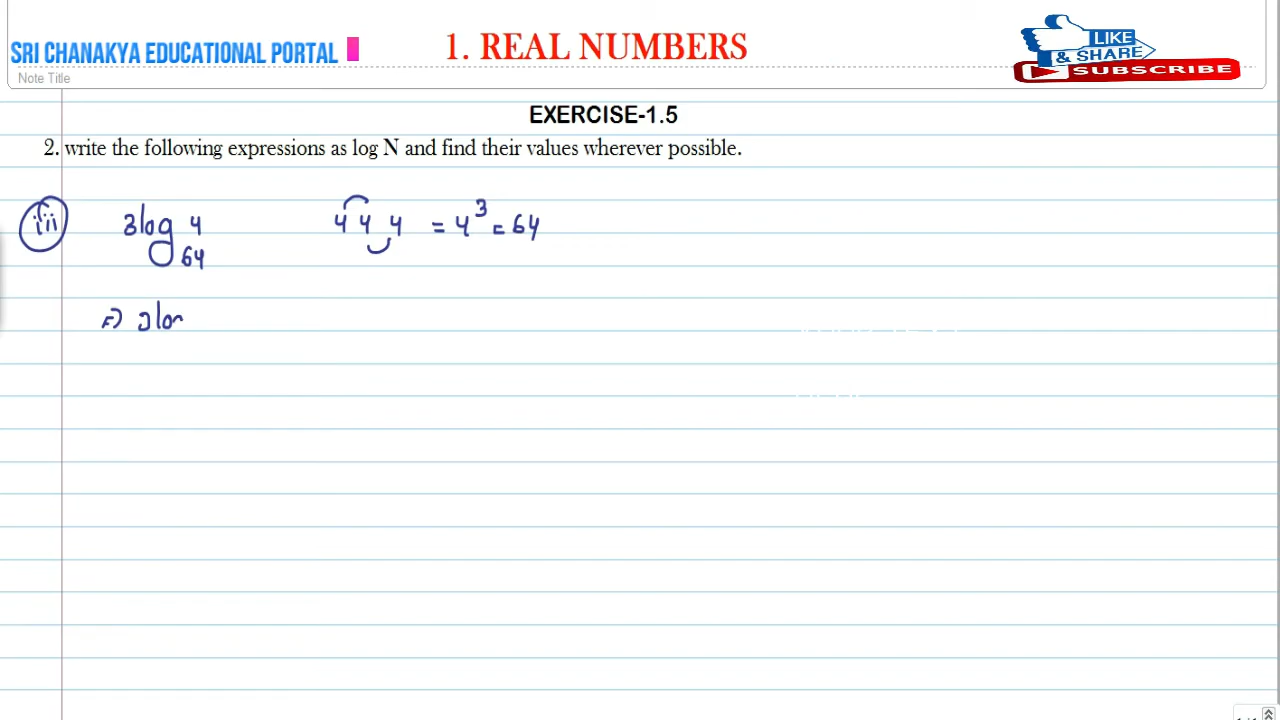 SRI CHANAKYA EDUCATIONAL PORTAL
1. REAL NUMBERS
LIKE
& SHARE
SUBSCRIBE
Note Title
EXERCISE-1.5
2. write the following expressions as log N and find their values wherever possible.
iii 3log 4 4 4 4 = 4³ = 64
64
⇒ 3log